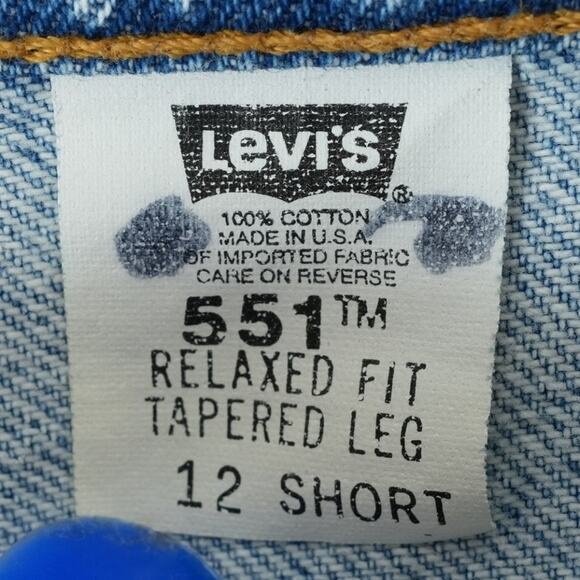 Levi's ®
100% COTTON
MADE IN U.S.A.
OF IMPORTED FABRIC
CARE ON REVERSE
551™
RELAXED FIT
TAPERED LEG
12 SHORT